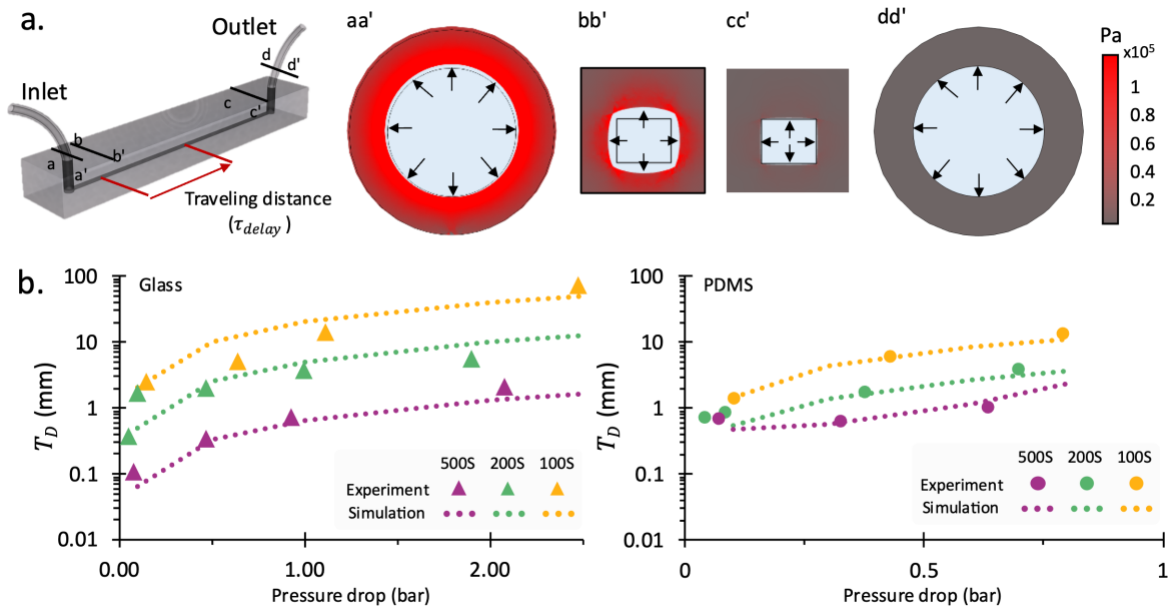 a.
Outlet
Inlet
d
d'
c
c'
b
b'
a
a'
Traveling distance
(τdelay )
aa'
bb'
cc'
dd'
Pa
x10⁵
1
0.8
0.6
0.4
0.2
b.
Glass
T_D (mm)
100
10
1
0.1
0.01
0.00
1.00
2.00
Pressure drop (bar)
500S 200S 100S
Experiment
Simulation
PDMS
T_D (mm)
100
10
1
0.1
0.01
0
0.5
1
Pressure drop (bar)
500S 200S 100S
Experiment
Simulation